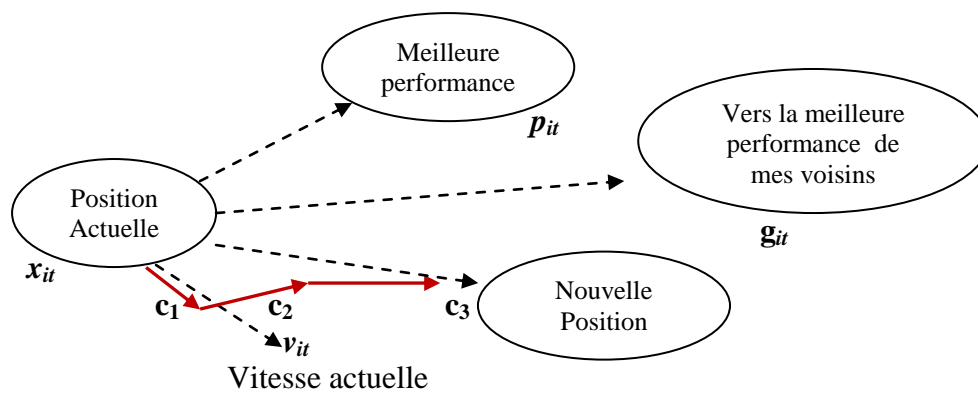 Meilleure
performance
p_it
Vers la meilleure
performance de
mes voisins
g_it
Position
Actuelle
x_it
c₁
c₂
c₃
Nouvelle
Position
v_it
Vitesse actuelle